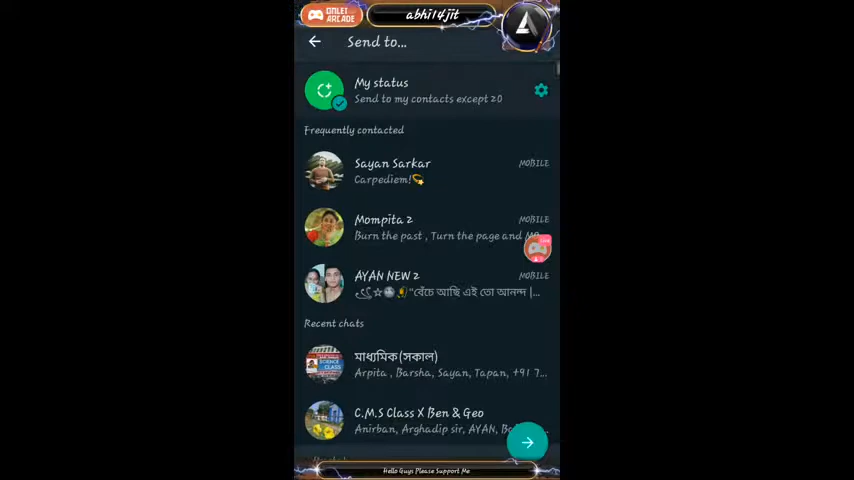 OMLET
ARCADE
abhi14jit
Send to...
My status
Send to my contacts except 20
Frequently contacted
Sayan Sarkar
MOBILE
Carpediem!💫
Mompita 2
MOBILE
Burn the past , Turn the page and
AYAN NEW 2
MOBILE
"বেঁচে আছি এই তো আনন্দ |...
Recent chats
মাধ্যমিক(সকাল)
Arpita , Barsha, Sayan, Tapan, +91 7...
C.M.S Class X Ben & Geo
Anirban, Arghadip sir, AYAN,
Hello Guys Please Support Me